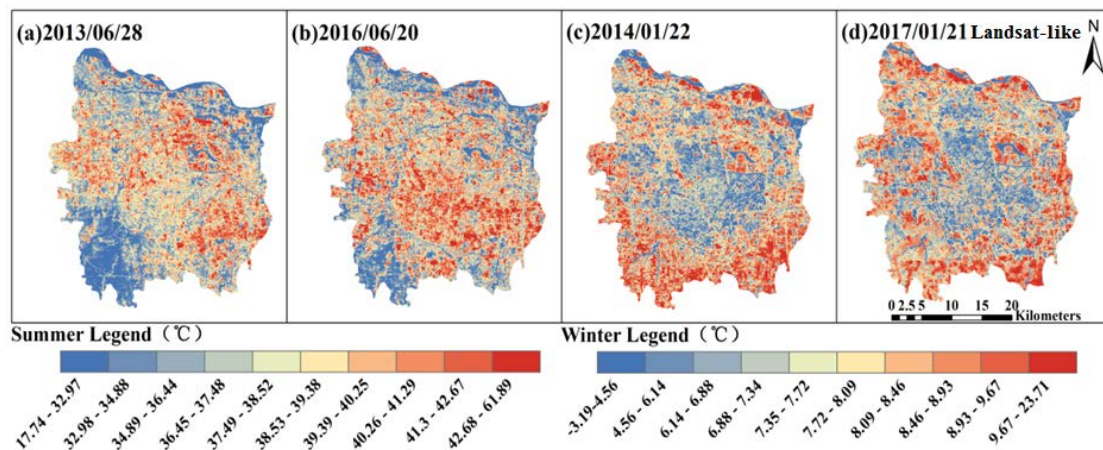 (a)2013/06/28
(b)2016/06/20
(c)2014/01/22
(d)2017/01/21 Landsat-like
N
0 2.5 5 10 15 20
Kilometers
Summer Legend（℃）
17.74 - 32.97
32.98 - 34.88
34.89 - 36.44
36.45 - 37.48
37.49 - 38.52
38.53 - 39.38
39.39 - 40.25
40.26 - 41.29
41.3 - 42.67
42.68 - 61.89
Winter Legend（℃）
-3.19-4.56
4.56 - 6.14
6.14 - 6.88
6.88 - 7.34
7.35 - 7.72
7.72 - 8.09
8.09 - 8.46
8.46 - 8.93
8.93 - 9.67
9.67 - 23.71